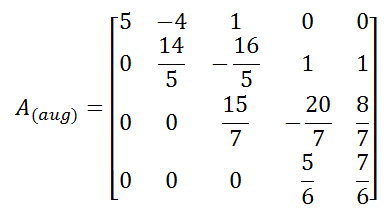 A(aug) = [5 −4 1 0 0
0 14/5 −16/5 1 1
0 0 15/7 −20/7 8/7
0 0 0 5/6 7/6]